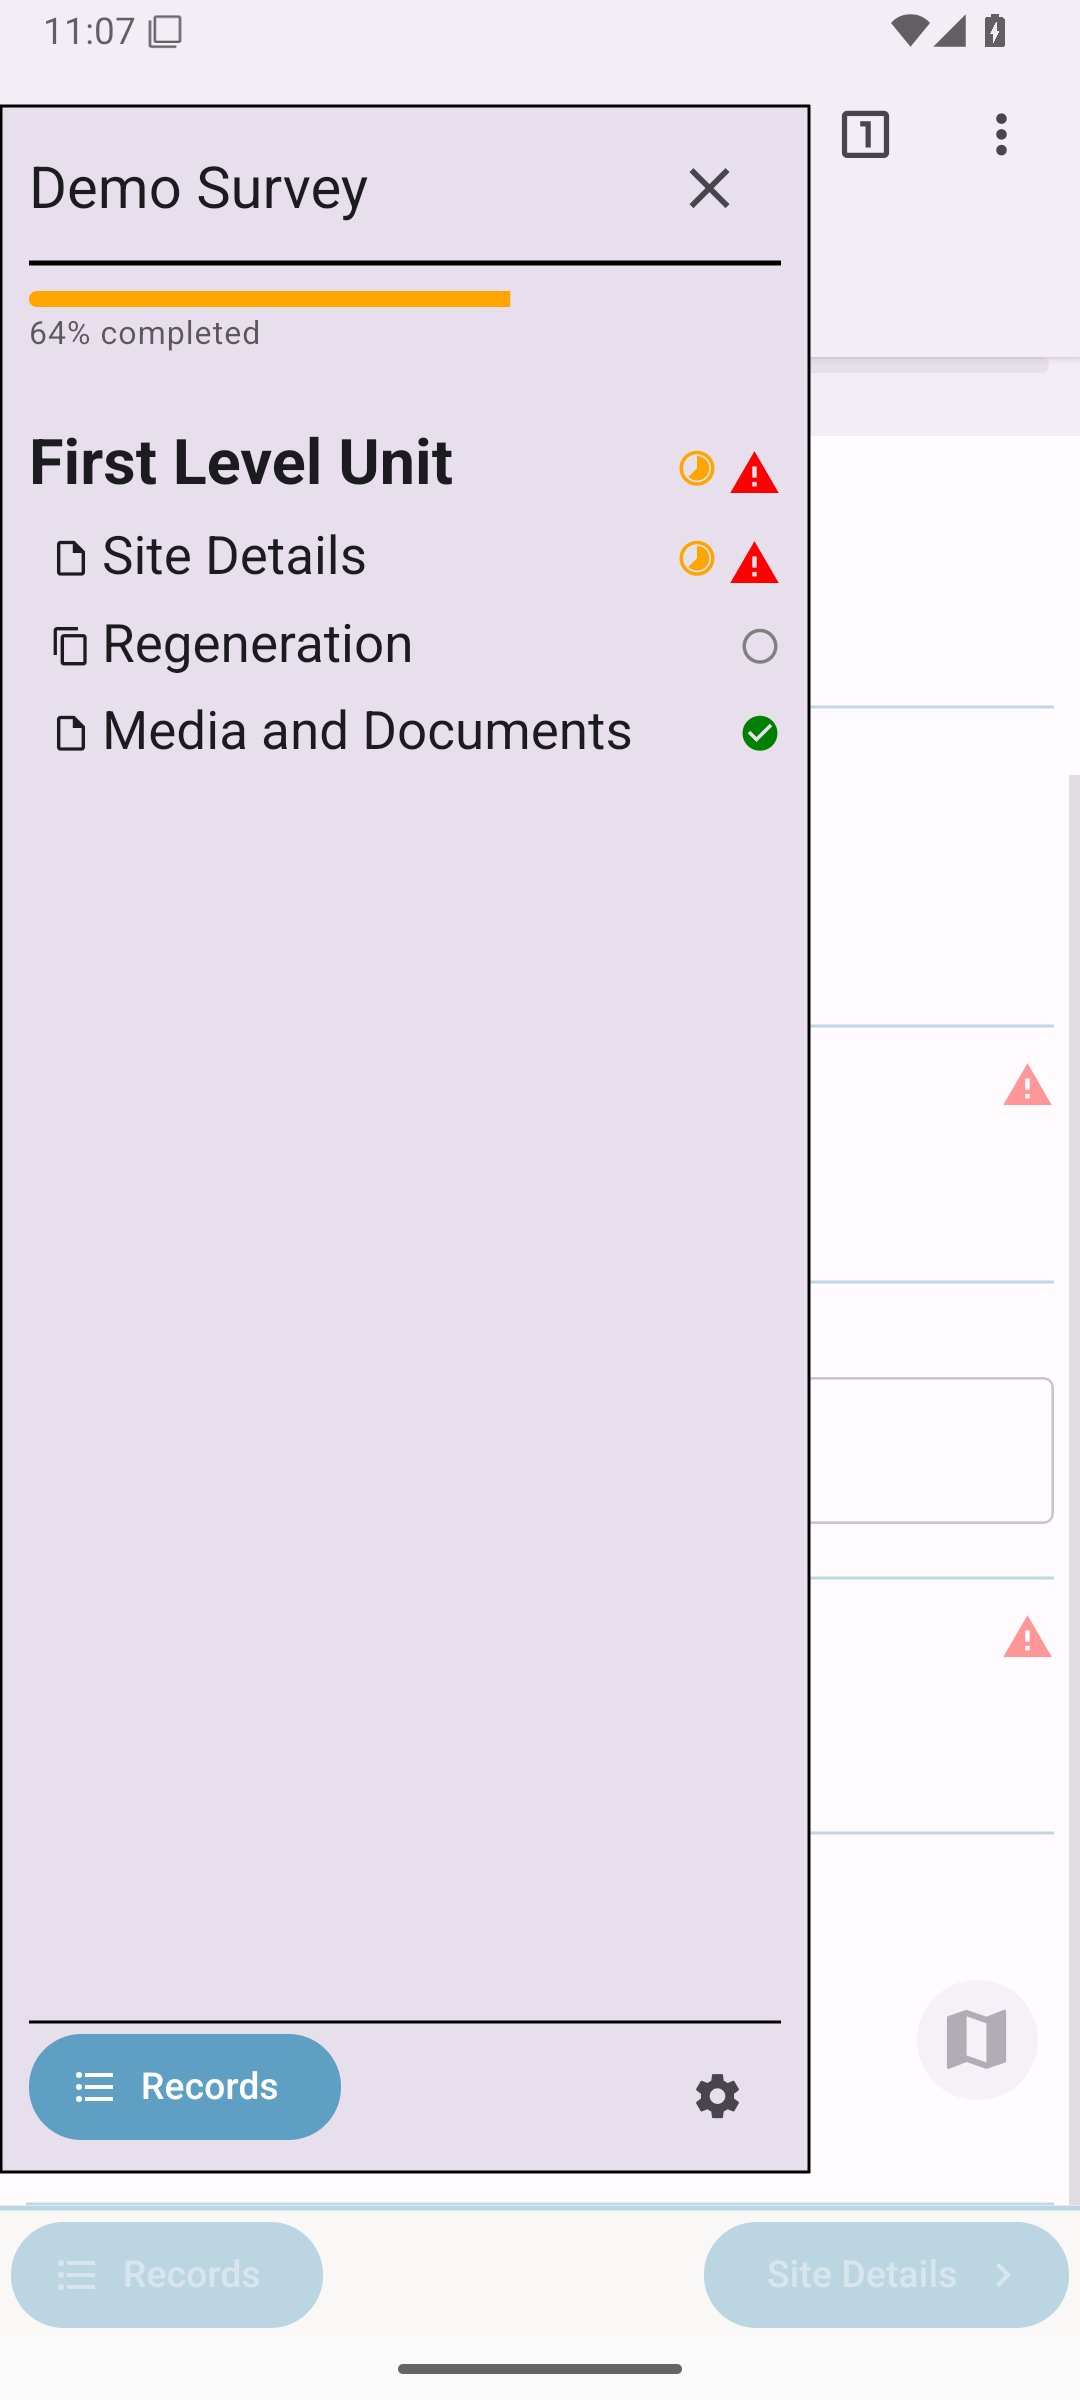 11:07
1
Demo Survey
64% completed
First Level Unit
Site Details
Regeneration
Media and Documents
Records
Records
Site Details